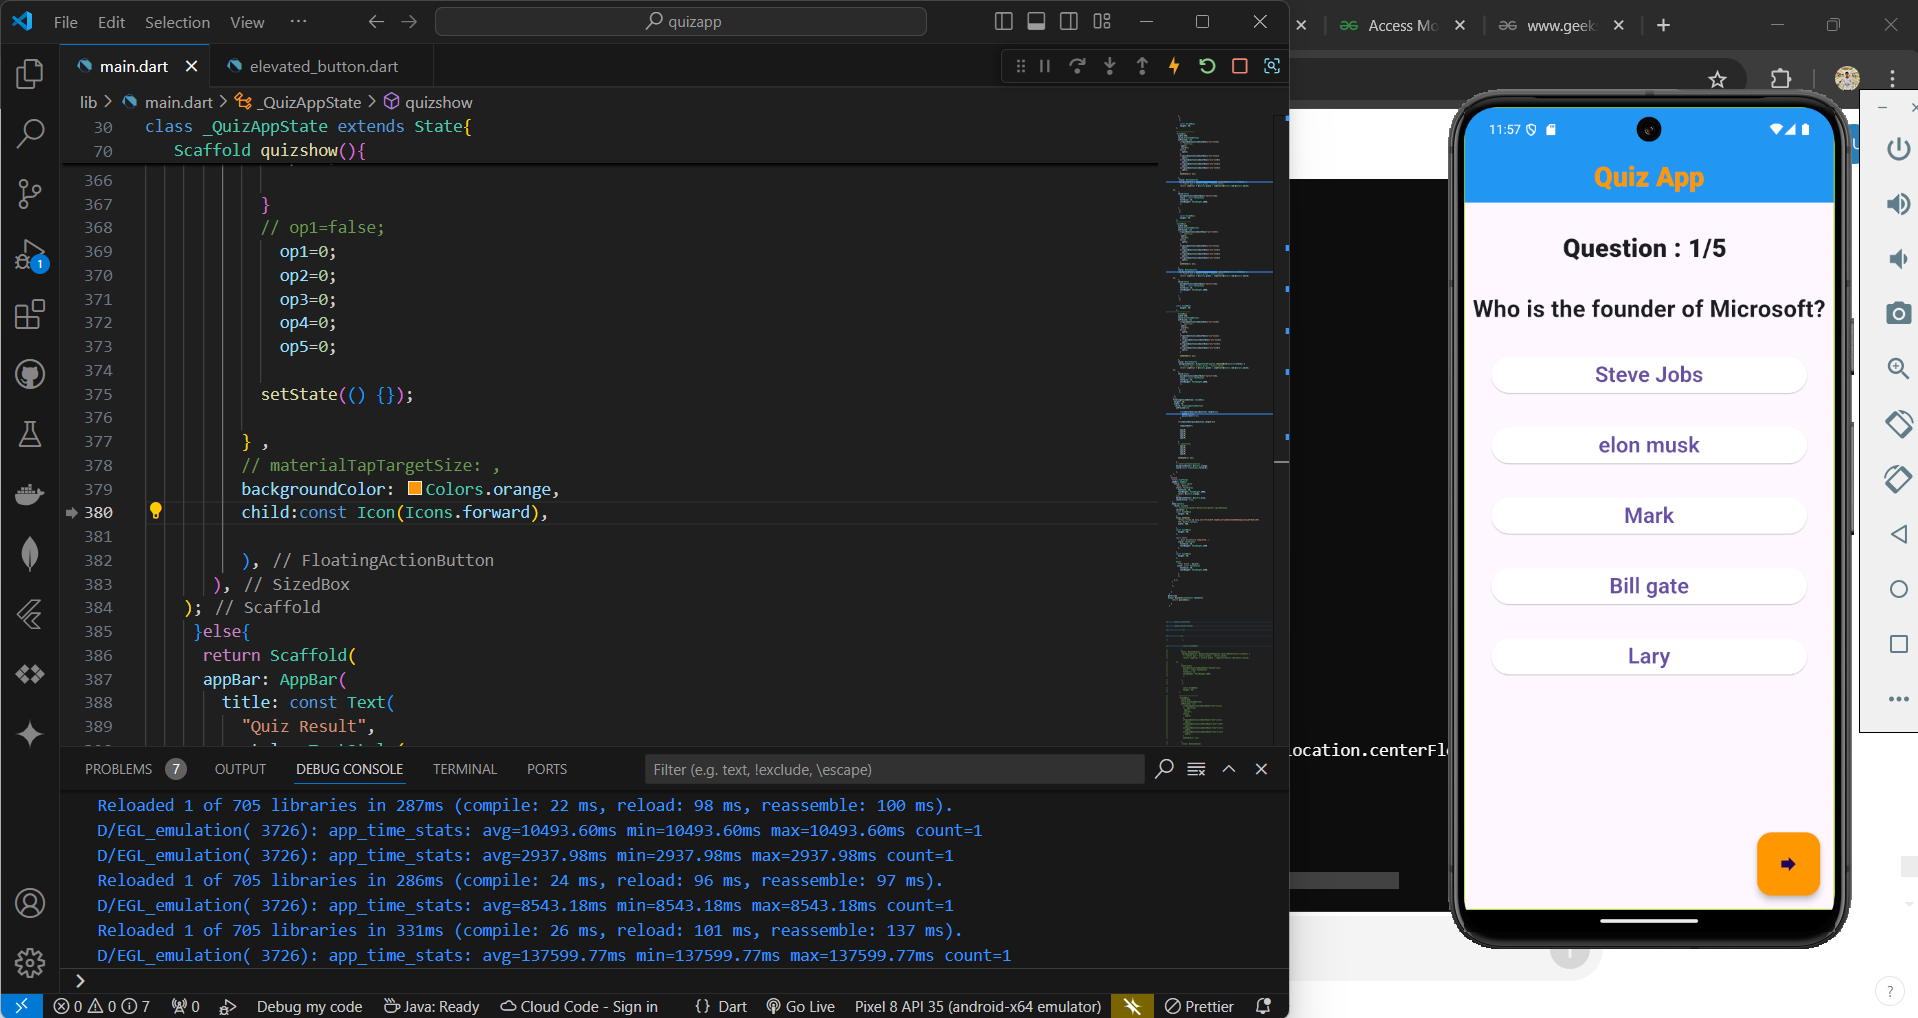 File Edit Selection View ··· quizapp
main.dart elevated_button.dart
lib > main.dart > _QuizAppState > quizshow
30 class _QuizAppState extends State{
70 Scaffold quizshow(){
366
367 }
368 // op1=false;
369 op1=0;
370 op2=0;
371 op3=0;
372 op4=0;
373 op5=0;
374
375 setState(() {});
376
377 } ,
378 // materialTapTargetSize: ,
379 backgroundColor: Colors.orange,
380 child:const Icon(Icons.forward),
381
382 ), // FloatingActionButton
383 ), // SizedBox
384 ); // Scaffold
385 }else{
386 return Scaffold(
387 appBar: AppBar(
388 title: const Text(
389 "Quiz Result",
PROBLEMS 7 OUTPUT DEBUG CONSOLE TERMINAL PORTS Filter (e.g. text, !exclude, \escape)
Reloaded 1 of 705 libraries in 287ms (compile: 22 ms, reload: 98 ms, reassemble: 100 ms).
D/EGL_emulation( 3726): app_time_stats: avg=10493.60ms min=10493.60ms max=10493.60ms count=1
D/EGL_emulation( 3726): app_time_stats: avg=2937.98ms min=2937.98ms max=2937.98ms count=1
Reloaded 1 of 705 libraries in 286ms (compile: 24 ms, reload: 96 ms, reassemble: 97 ms).
D/EGL_emulation( 3726): app_time_stats: avg=8543.18ms min=8543.18ms max=8543.18ms count=1
Reloaded 1 of 705 libraries in 331ms (compile: 26 ms, reload: 101 ms, reassemble: 137 ms).
D/EGL_emulation( 3726): app_time_stats: avg=137599.77ms min=137599.77ms max=137599.77ms count=1
>
1
0 0 7 0 Debug my code Java: Ready Cloud Code - Sign in {} Dart Go Live Pixel 8 API 35 (android-x64 emulator) Prettier
Access Mo www.geek
ocation.centerFl
11:57
Quiz App
Question : 1/5
Who is the founder of Microsoft?
Steve Jobs
elon musk
Mark
Bill gate
Lary
?